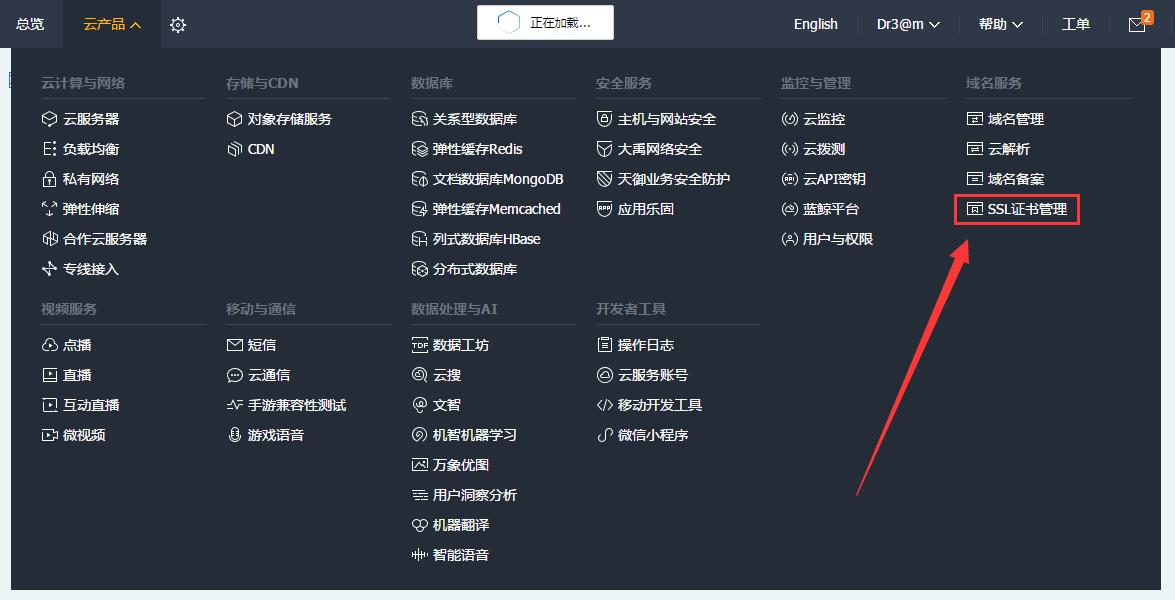 总览
云产品
正在加载...
English
Dr3@m
帮助
工单
2
云计算与网络
云服务器
负载均衡
私有网络
弹性伸缩
合作云服务器
专线接入
存储与CDN
对象存储服务
CDN
数据库
关系型数据库
弹性缓存Redis
文档数据库MongoDB
弹性缓存Memcached
列式数据库HBase
分布式数据库
安全服务
主机与网站安全
大禹网络安全
天御业务安全防护
应用乐固
监控与管理
云监控
云拨测
云API密钥
蓝鲸平台
用户与权限
域名服务
域名管理
云解析
域名备案
SSL证书管理
视频服务
点播
直播
互动直播
微视频
移动与通信
短信
云通信
手游兼容性测试
游戏语音
数据处理与AI
TDF 数据工坊
云搜
文智
机智机器学习
万象优图
用户洞察分析
机器翻译
智能语音
开发者工具
操作日志
云服务账号
移动开发工具
微信小程序